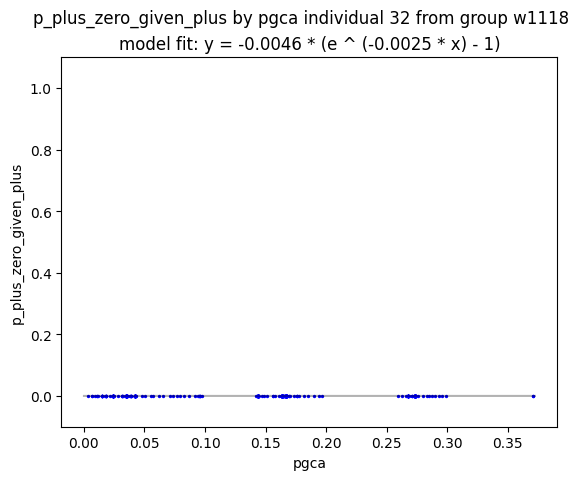 p_plus_zero_given_plus by pgca individual 32 from group w1118
model fit: y = -0.0046 * (e ^ (-0.0025 * x) - 1)
1.0
0.8
0.6
0.4
0.2
0.0
p_plus_zero_given_plus
0.00 0.05 0.10 0.15 0.20 0.25 0.30 0.35
pgca